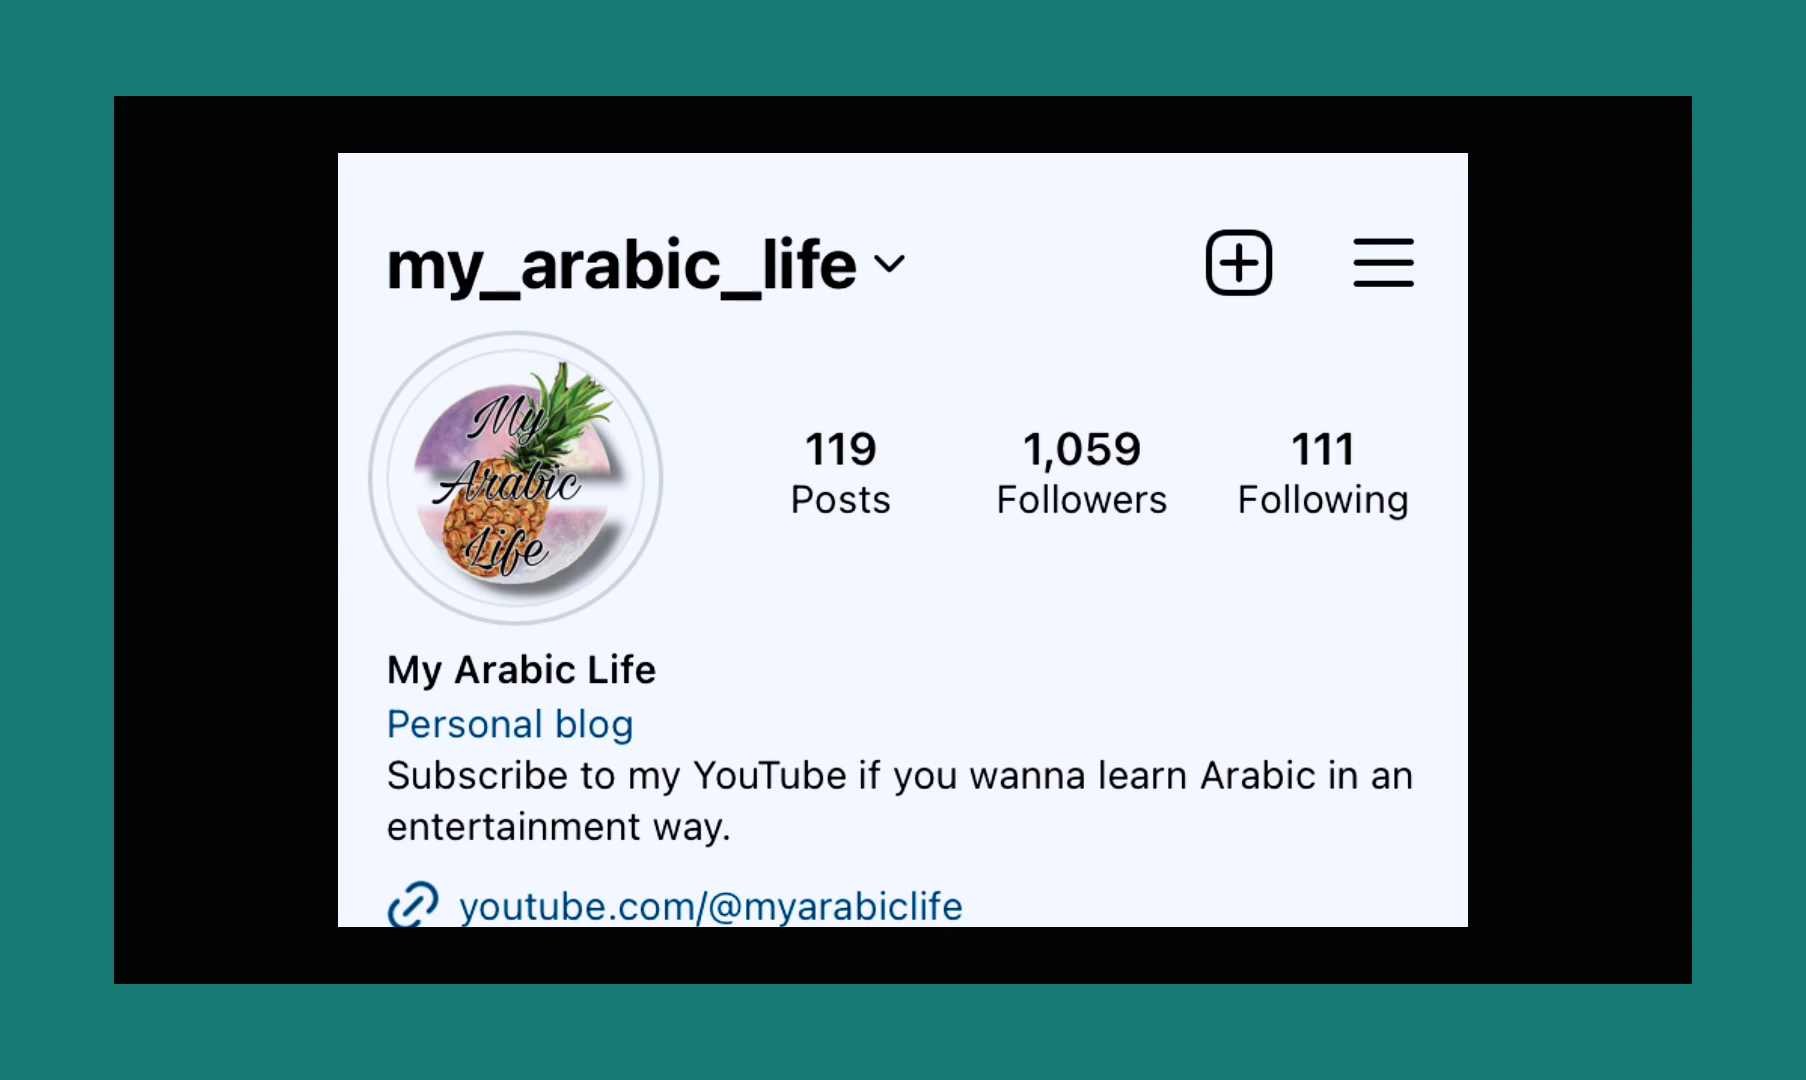 my_arabic_life
My
Arabic
Life
119 1,059 111
Posts Followers Following
My Arabic Life
Personal blog
Subscribe to my YouTube if you wanna learn Arabic in an
entertainment way.
youtube.com/@myarabiclife